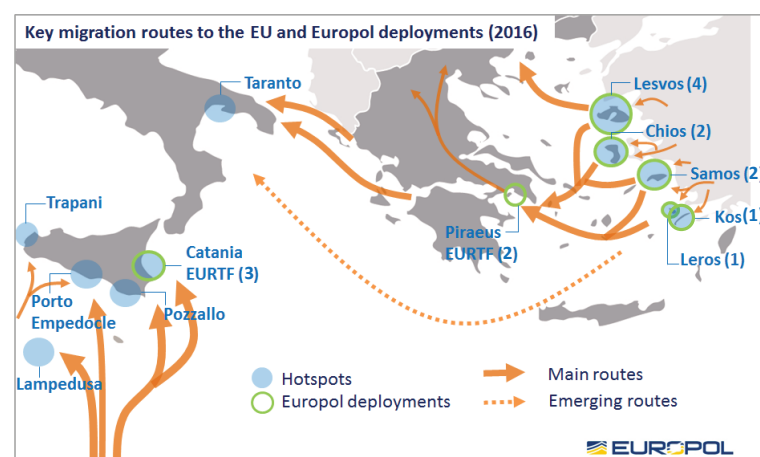 Key migration routes to the EU and Europol deployments (2016)
Taranto
Lesvos (4)
Chios (2)
Samos (2)
Kos(1)
Leros (1)
Piraeus
EURTF (2)
Trapani
Catania
EURTF (3)
Porto
Empedocle
Pozzallo
Lampedusa
Hotspots
Europol deployments
Main routes
Emerging routes
EUROPOL